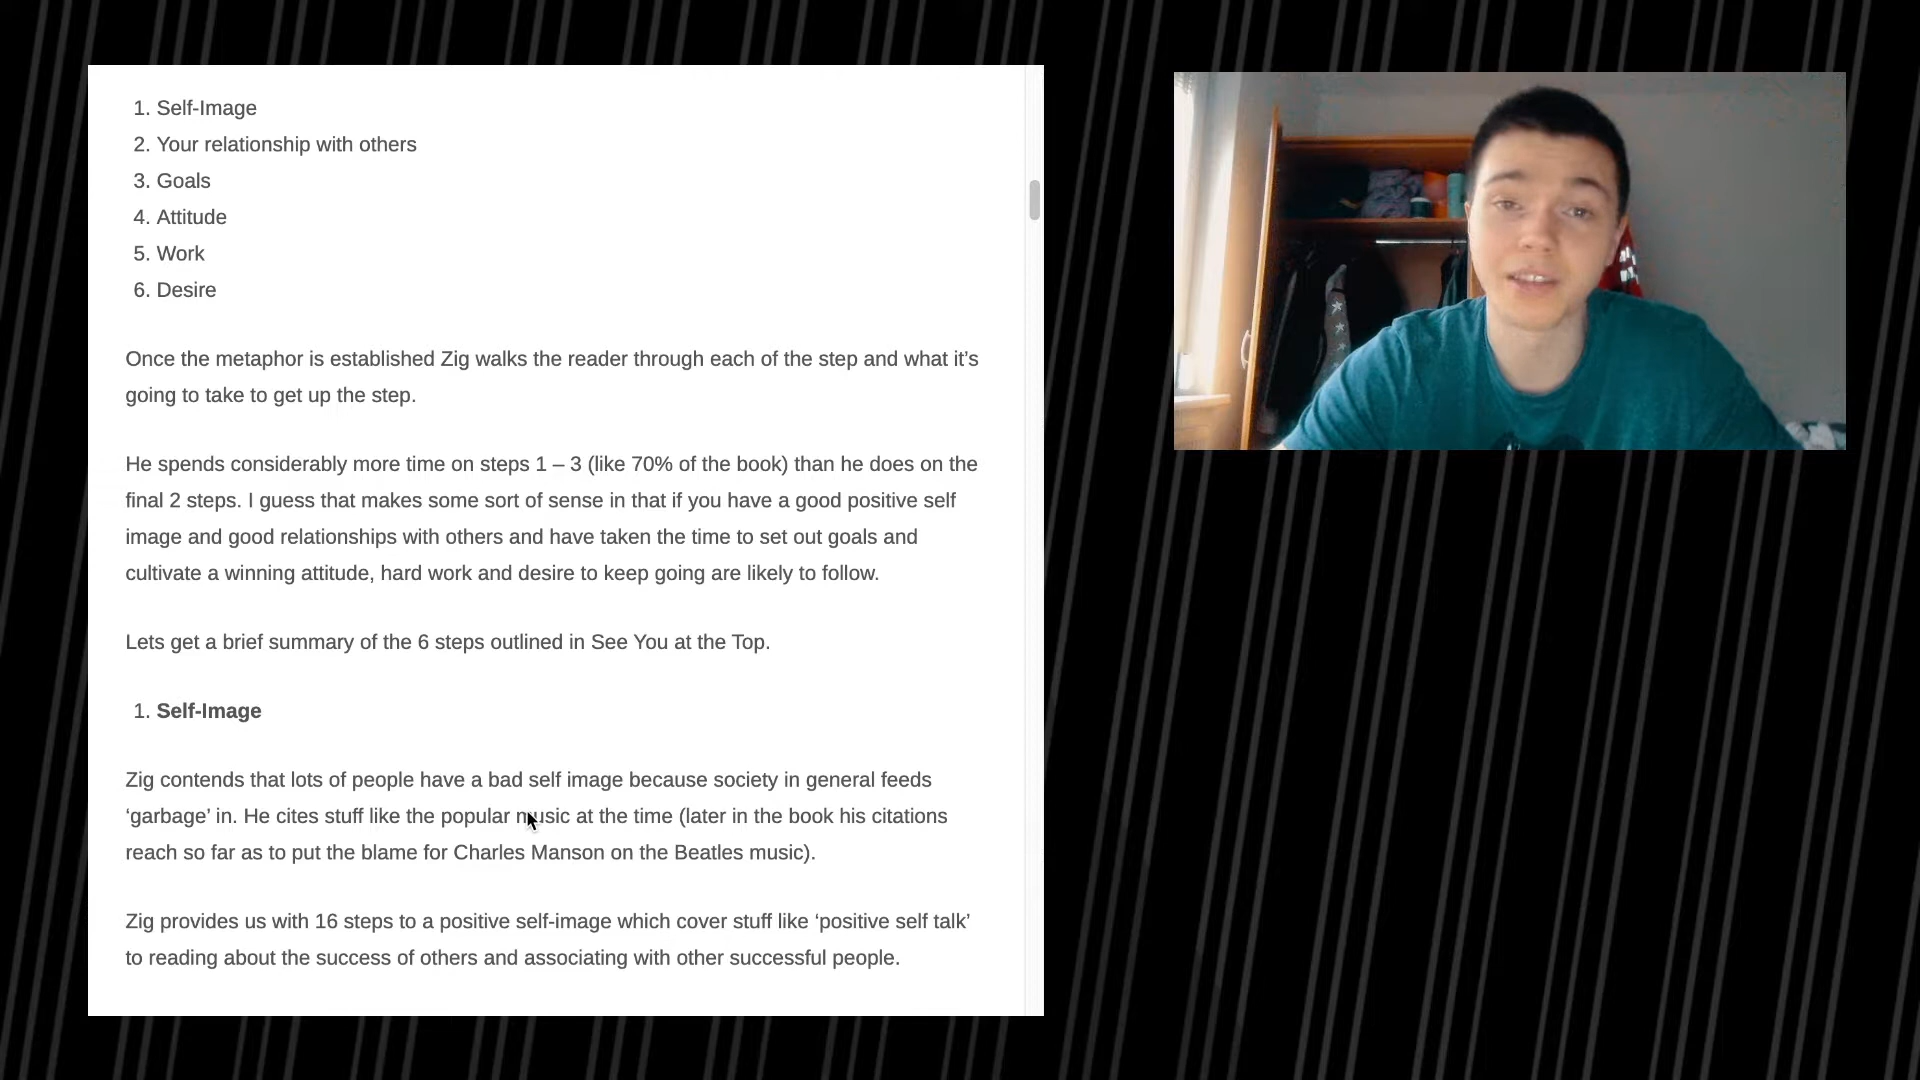 1. Self-Image
2. Your relationship with others
3. Goals
4. Attitude
5. Work
6. Desire
Once the metaphor is established Zig walks the reader through each of the step and what it’s
going to take to get up the step.
He spends considerably more time on steps 1 – 3 (like 70% of the book) than he does on the
final 2 steps. I guess that makes some sort of sense in that if you have a good positive self
image and good relationships with others and have taken the time to set out goals and
cultivate a winning attitude, hard work and desire to keep going are likely to follow.
Lets get a brief summary of the 6 steps outlined in See You at the Top.
1. Self-Image
Zig contends that lots of people have a bad self image because society in general feeds
‘garbage’ in. He cites stuff like the popular music at the time (later in the book his citations
reach so far as to put the blame for Charles Manson on the Beatles music).
Zig provides us with 16 steps to a positive self-image which cover stuff like ‘positive self talk’
to reading about the success of others and associating with other successful people.